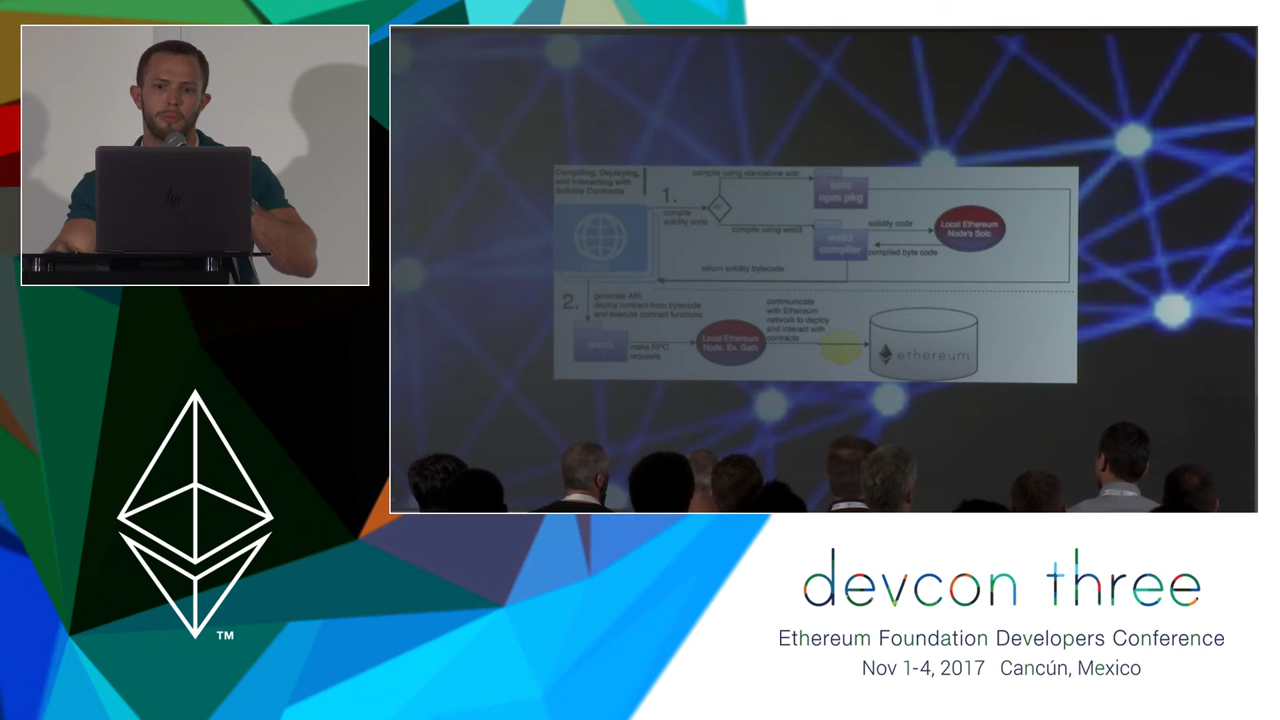 hp
Compiling, Deploying,
and Interacting with
Solidity Contracts
1.
compile using standalone solc
solc
npm pkg
or
compile
solidity code
compile using web3
web3
compiler
solidity code
compiled byte code
Local Ethereum
Node's Solc
return solidity bytecode
2.
generate ABI,
deploy contract from bytecode
and execute contract functions
web3
make RPC
requests
Local Ethereum
Node. Ex. Geth
communicate
with Ethereum
network to deploy
and interact with
contracts
ethereum
TM
devcon three
Ethereum Foundation Developers Conference
Nov 1-4, 2017 Cancún, Mexico